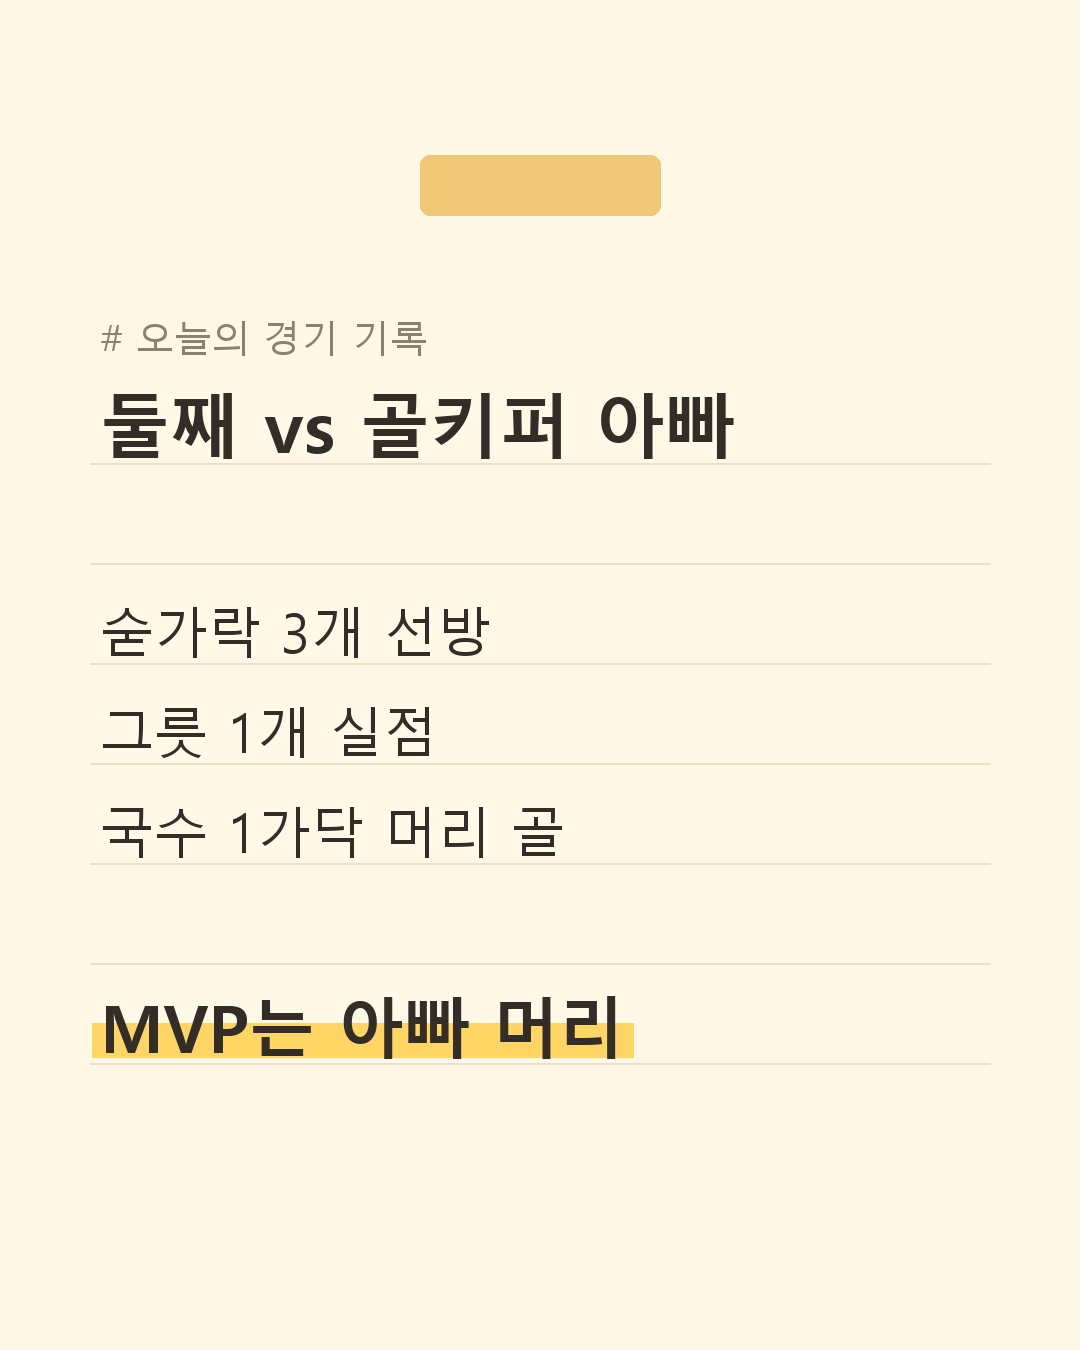 # 오늘의 경기 기록
둘째 vs 골키퍼 아빠
숟가락 3개 선방
그릇 1개 실점
국수 1가닥 머리 골
MVP는 아빠 머리